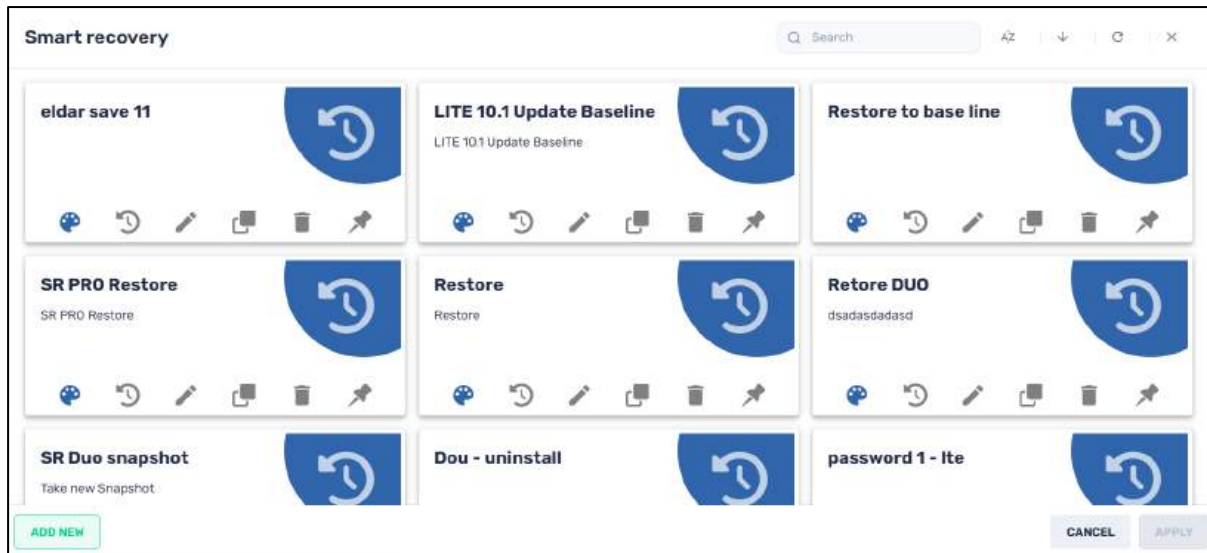 Smart recovery
Search
AZ
eldar save 11
LITE 10.1 Update Baseline
LITE 10.1 Update Baseline
Restore to base line
SR PRO Restore
SR PRO Restore
Restore
Restore
Retore DUO
dsadasdadasd
SR Duo snapshot
Take new Snapshot
Dou - uninstall
password 1 - lte
ADD NEW
CANCEL
APPLY